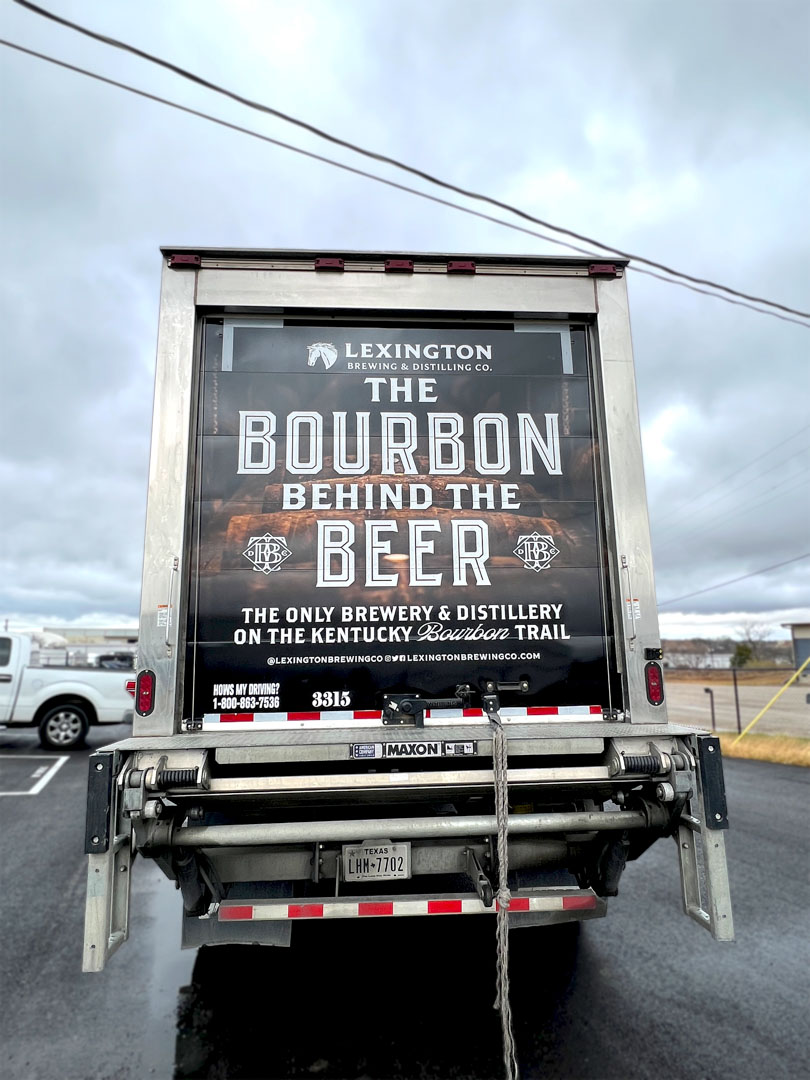 LEXINGTON
BREWING & DISTILLING CO.
THE
BOURBON
BEHIND THE
BEER
THE ONLY BREWERY & DISTILLERY
ON THE KENTUCKY Bourbon TRAIL
@LEXINGTONBREWINGCO LEXINGTONBREWINGCO.COM
HOWS MY DRIVING?
1-800-863-7536
3315
MAXON
TEXAS
LHM*7702